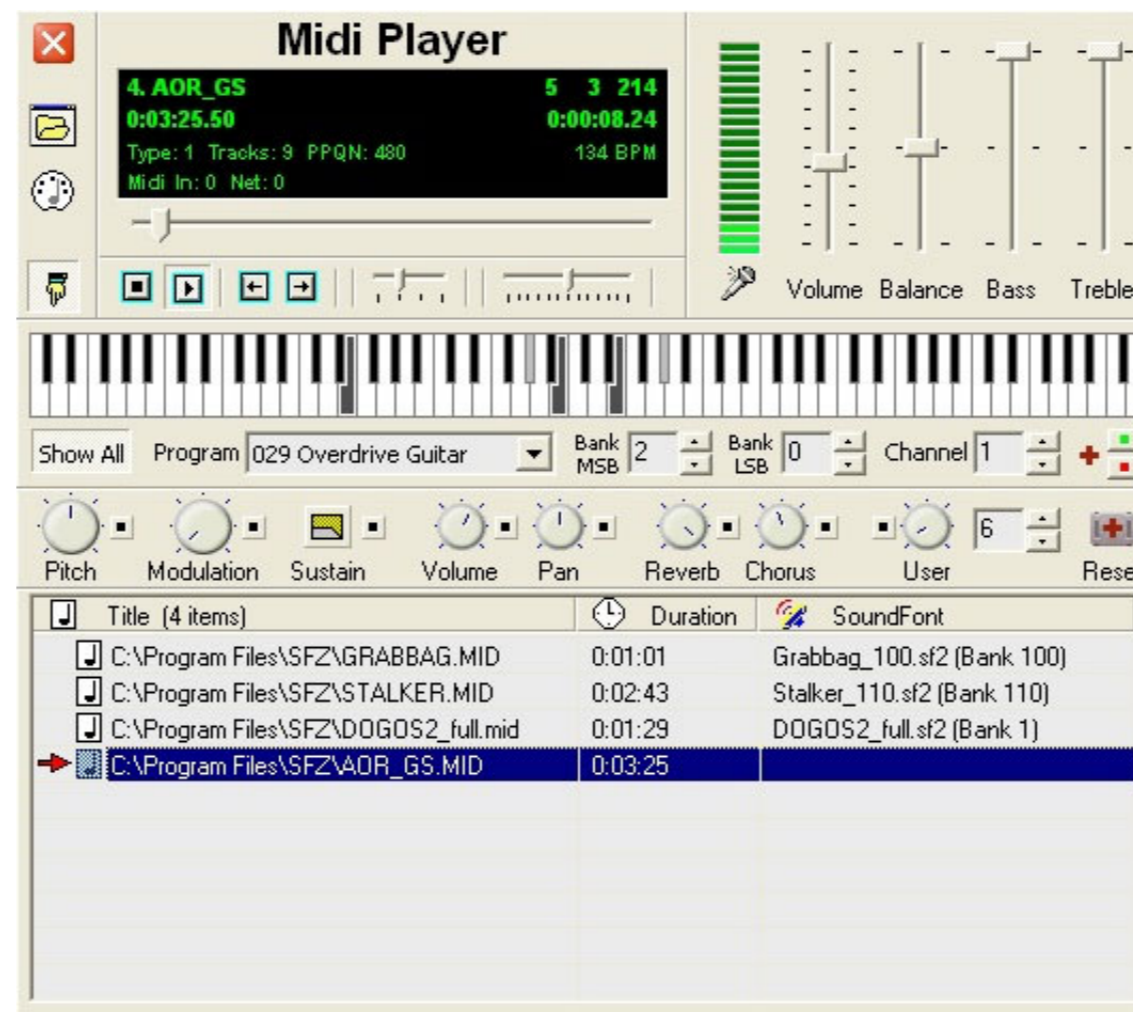 Midi Player
4. AOR_GS 5 3 214
0:03:25.50 0:00:08.24
Type: 1 Tracks: 9 PPQN: 480 134 BPM
Midi In: 0 Net: 0
Volume Balance Bass Treble
Show All Program 029 Overdrive Guitar Bank MSB 2 Bank LSB 0 Channel 1
6
Pitch Modulation Sustain Volume Pan Reverb Chorus User Rese
Title (4 items) Duration SoundFont
C:\Program Files\SFZ\GRABBAG.MID 0:01:01 Grabbag_100.sf2 (Bank 100)
C:\Program Files\SFZ\STALKER.MID 0:02:43 Stalker_110.sf2 (Bank 110)
C:\Program Files\SFZ\DOGOS2_full.mid 0:01:29 DOGOS2_full.sf2 (Bank 1)
C:\Program Files\SFZ\AOR_GS.MID 0:03:25